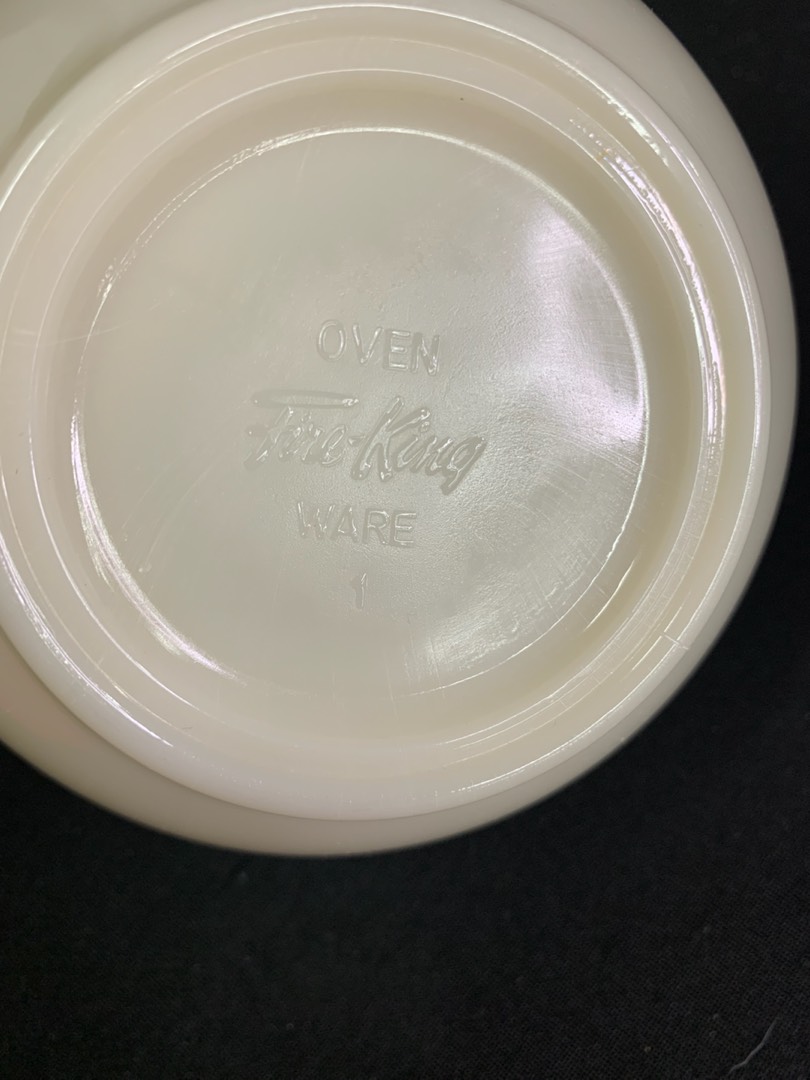 OVEN
Fire-King
WARE
1